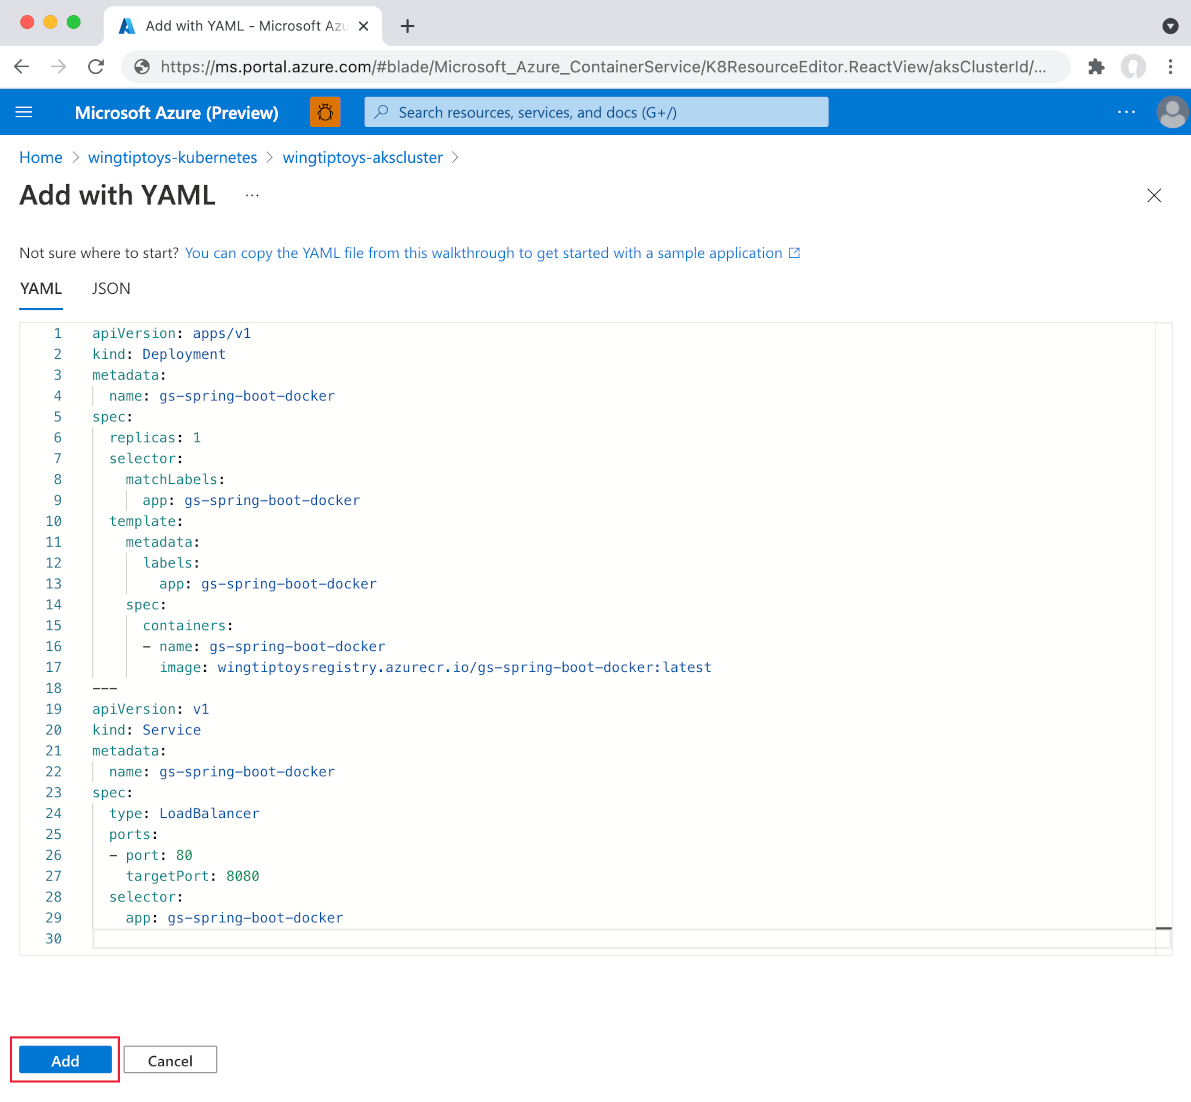 Add with YAML - Microsoft Azu
https://ms.portal.azure.com/#blade/Microsoft_Azure_ContainerService/K8ResourceEditor.ReactView/aksClusterId/...
Microsoft Azure (Preview)
Search resources, services, and docs (G+/)
Home > wingtiptoys-kubernetes > wingtiptoys-akscluster >
Add with YAML ...
Not sure where to start? You can copy the YAML file from this walkthrough to get started with a sample application
YAML JSON
1 apiVersion: apps/v1
2 kind: Deployment
3 metadata:
4   name: gs-spring-boot-docker
5 spec:
6   replicas: 1
7   selector:
8     matchLabels:
9       app: gs-spring-boot-docker
10   template:
11     metadata:
12       labels:
13         app: gs-spring-boot-docker
14     spec:
15       containers:
16       - name: gs-spring-boot-docker
17         image: wingtiptoysregistry.azurecr.io/gs-spring-boot-docker:latest
18 ---
19 apiVersion: v1
20 kind: Service
21 metadata:
22   name: gs-spring-boot-docker
23 spec:
24   type: LoadBalancer
25   ports:
26   - port: 80
27     targetPort: 8080
28   selector:
29     app: gs-spring-boot-docker
30
Add Cancel